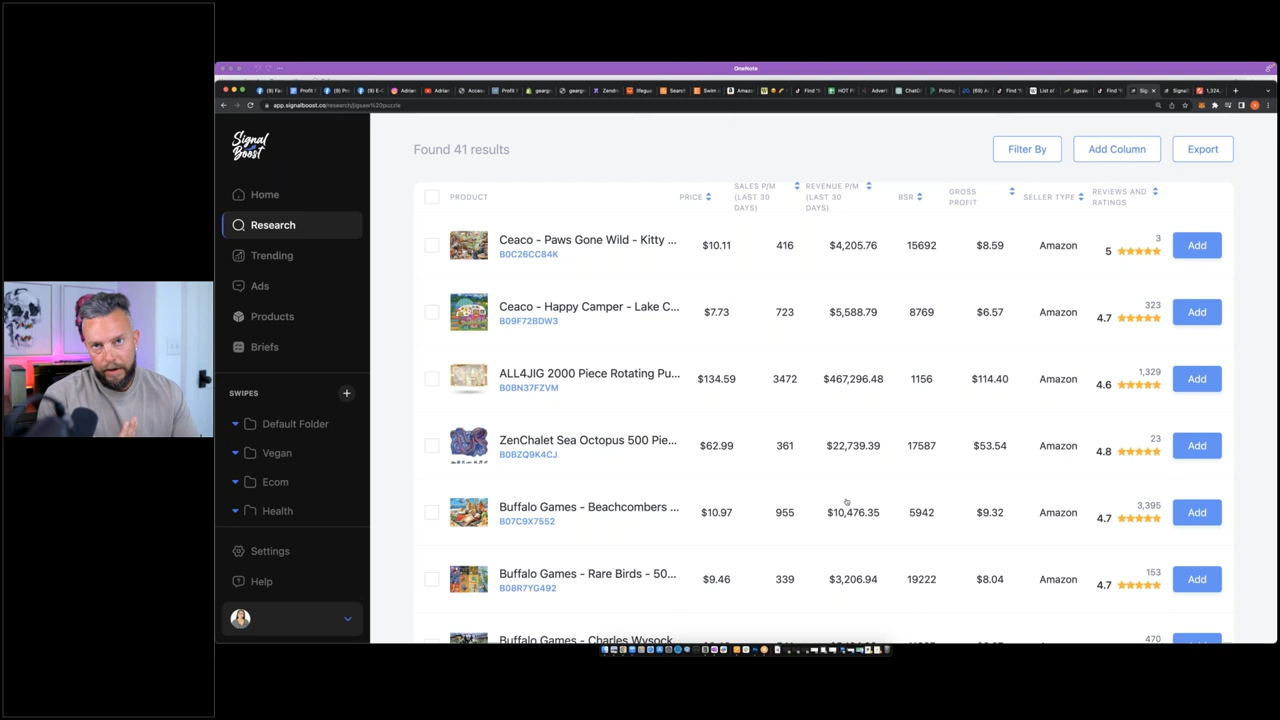 OneNote
app.signalboost.co/research/jigsaw%20puzzle
Signal
Boost
Home
Research
Trending
Ads
Products
Briefs
SWIPES
Default Folder
Vegan
Ecom
Health
Settings
Help
Found 41 results
Filter By
Add Column
Export
PRODUCT
PRICE
SALES P/M
(LAST 30
DAYS)
REVENUE P/M
(LAST 30
DAYS)
BSR
GROSS
PROFIT
SELLER TYPE
REVIEWS AND
RATINGS
Ceaco - Paws Gone Wild - Kitty ...
B0C26CC84K
$10.11
416
$4,205.76
15692
$8.59
Amazon
3
5
Add
Ceaco - Happy Camper - Lake C...
B09F72BDW3
$7.73
723
$5,588.79
8769
$6.57
Amazon
323
4.7
Add
ALL4JIG 2000 Piece Rotating Pu...
B0BN37FZVM
$134.59
3472
$467,296.48
1156
$114.40
Amazon
1,329
4.6
Add
ZenChalet Sea Octopus 500 Pie...
B0BZQ9K4CJ
$62.99
361
$22,739.39
17587
$53.54
Amazon
23
4.8
Add
Buffalo Games - Beachcombers ...
B07C9X7552
$10.97
955
$10,476.35
5942
$9.32
Amazon
3,395
4.7
Add
Buffalo Games - Rare Birds - 50...
B08R7YG492
$9.46
339
$3,206.94
19222
$8.04
Amazon
153
4.7
Add
Buffalo Games - Charles Wysock
470